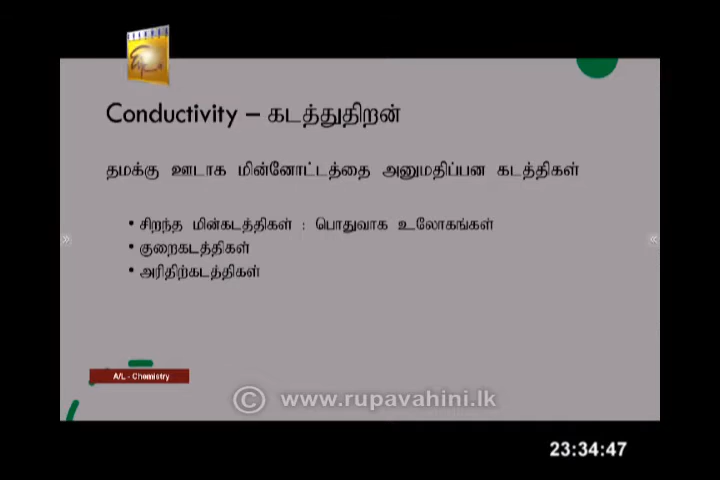 Conductivity – கடத்துதிறன்
தமக்கு ஊடாக மின்னோட்டத்தை அனுமதிப்பன கடத்திகள்
• சிறந்த மின்கடத்திகள் : பொதுவாக உலோகங்கள்
• குறைகடத்திகள்
• அரிதிற்கடத்திகள்
A/L - Chemistry
© www.rupavahini.lk
23:34:47